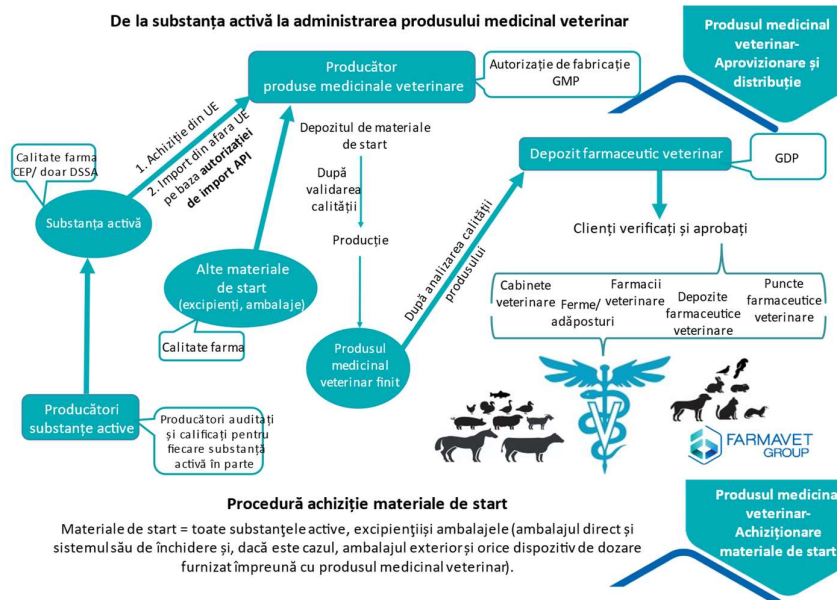 De la substanța activă la administrarea produsului medicinal veterinar
Produsul medicinal
veterinar-
Aprovizionare și
distribuție
Producător
produse medicinale veterinare
Autorizație de fabricație
GMP
1. Achiziție din UE
2. Import din afara UE
pe baza autorizației
de import API
Calitate farma
CEP/ doar DSSA
Substanța activă
Depozitul de materiale
de start
După
validarea
calității
Producție
Depozit farmaceutic veterinar
GDP
Clienți verificați și aprobați
Alte materiale
de start
(excipienți, ambalaje)
Calitate farma
Produsul
medicinal
veterinar finit
După analizarea calității
produsului
Cabinete
veterinare
Ferme/
adăposturi
Farmacii
veterinare
Depozite
farmaceutice
veterinare
Puncte
farmaceutice
veterinare
V
Producători
substanțe active
Producători auditați
și calificați pentru
fiecare substanță
activă în parte
FARMAVET
GROUP
Procedură achiziție materiale de start
Materiale de start = toate substanţele active, excipienţiiși ambalajele (ambalajul direct și
sistemul său de închidere și, dacă este cazul, ambalajul exteriorși orice dispozitiv de dozare
furnizat împreună cu produsul medicinal veterinar).
Produsul medicina
veterinar-
Achiziționare
materiale de start